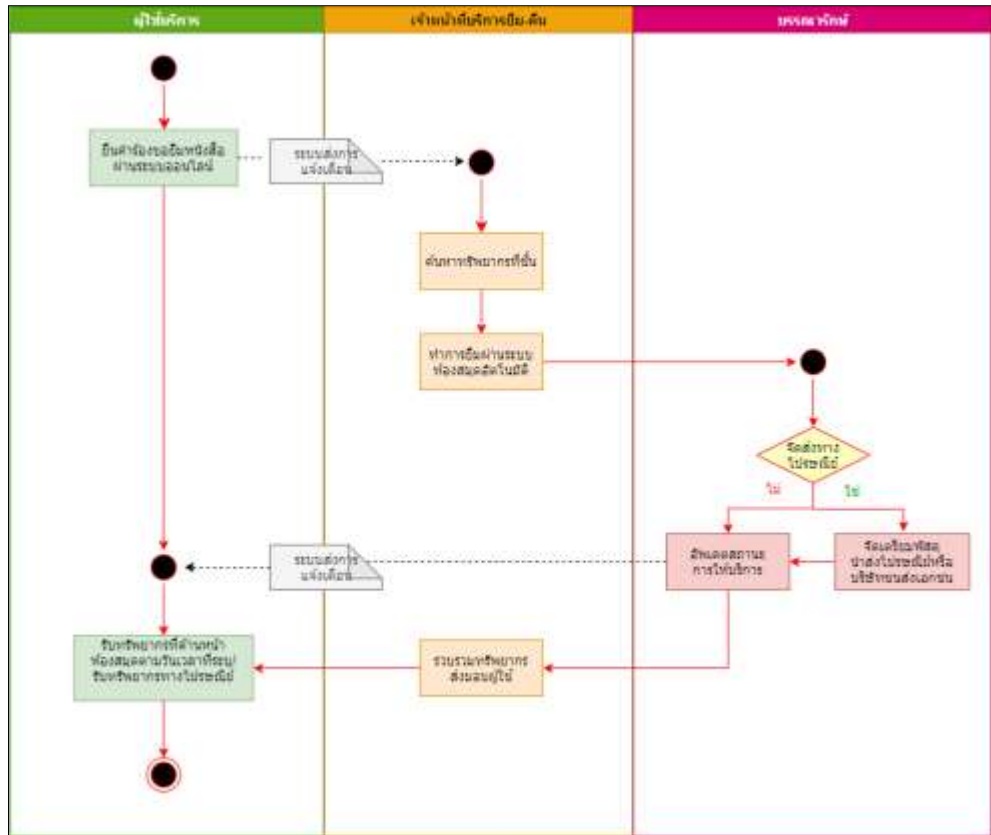 ผู้ใช้บริการ
เจ้าหน้าที่บริการยืม-คืน
บรรณารักษ์
ยื่นคำร้องขอยืมหนังสือ
ผ่านระบบออนไลน์
ระบบส่งการ
แจ้งเตือน
ค้นหาทรัพยากรที่ชั้น
ทำการยืมผ่านระบบ
ห้องสมุดอัตโนมัติ
จัดส่งทาง
ไปรษณีย์
ไม่
ใช่
อัพเดตสถานะ
การให้บริการ
จัดเตรียมพัสดุ
นำส่งไปรษณีย์หรือ
บริษัทขนส่งเอกชน
ระบบส่งการ
แจ้งเตือน
รับทรัพยากรที่ด้านหน้า
ห้องสมุดตามวันเวลาที่ระบุ/
รับทรัพยากรทางไปรษณีย์
รวบรวมทรัพยากร
ส่งมอบผู้ใช้